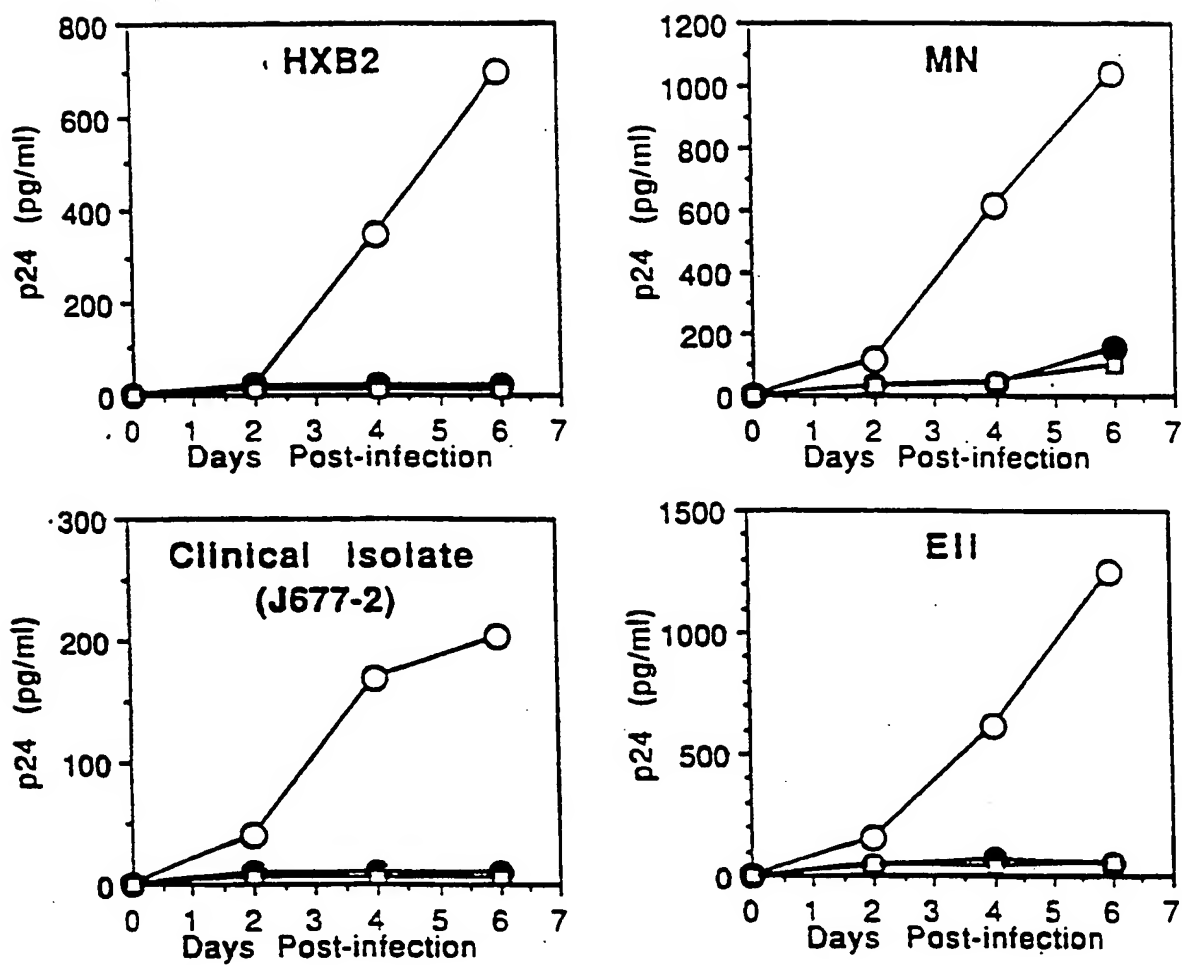 HXB2
800
600
400
200
0
p24 (pg/ml)
0 1 2 3 4 5 6 7
Days Post-infection
MN
1200
1000
800
600
400
200
0
p24 (pg/ml)
0 1 2 3 4 5 6 7
Days Post-infection
Clinical Isolate
(J677-2)
300
200
100
0
p24 (pg/ml)
0 1 2 3 4 5 6 7
Days Post-infection
Eli
1500
1000
500
0
p24 (pg/ml)
0 1 2 3 4 5 6 7
Days Post-infection